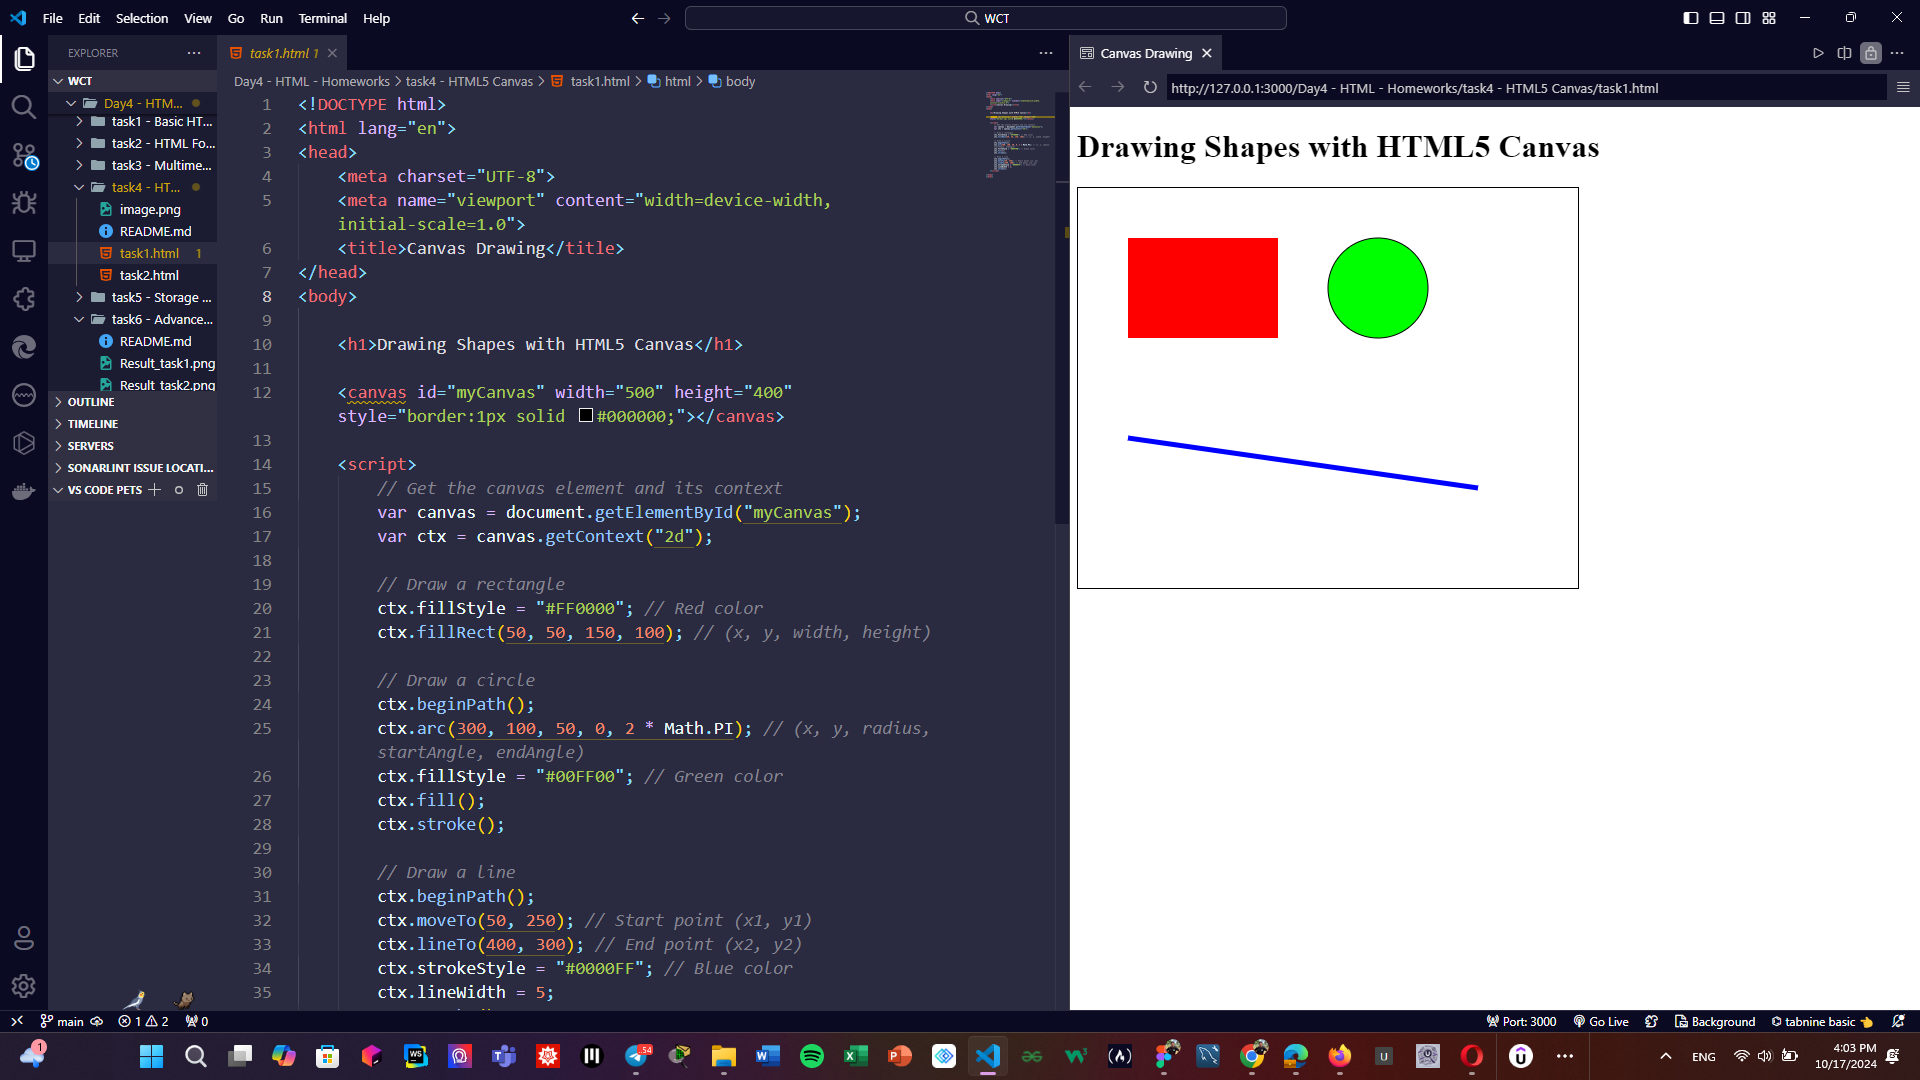 File Edit Selection View Go Run Terminal Help
WCT
EXPLORER
WCT
Day4 - HTM...
task1 - Basic HT...
task2 - HTML Fo...
task3 - Multime...
task4 - HT...
image.png
README.md
task1.html 1
task2.html
task5 - Storage ...
task6 - Advance...
README.md
Result_task1.png
Result_task2.png
OUTLINE
TIMELINE
SERVERS
SONARLINT ISSUE LOCATI...
VS CODE PETS
task1.html 1
Day4 - HTML - Homeworks > task4 - HTML5 Canvas > task1.html > html > body
1 <!DOCTYPE html>
2 <html lang="en">
3 <head>
4 <meta charset="UTF-8">
5 <meta name="viewport" content="width=device-width,
initial-scale=1.0">
6 <title>Canvas Drawing</title>
7 </head>
8 <body>
9
10 <h1>Drawing Shapes with HTML5 Canvas</h1>
11
12 <canvas id="myCanvas" width="500" height="400"
style="border:1px solid #000000;"></canvas>
13
14 <script>
15 // Get the canvas element and its context
16 var canvas = document.getElementById("myCanvas");
17 var ctx = canvas.getContext("2d");
18
19 // Draw a rectangle
20 ctx.fillStyle = "#FF0000"; // Red color
21 ctx.fillRect(50, 50, 150, 100); // (x, y, width, height)
22
23 // Draw a circle
24 ctx.beginPath();
25 ctx.arc(300, 100, 50, 0, 2 * Math.PI); // (x, y, radius,
startAngle, endAngle)
26 ctx.fillStyle = "#00FF00"; // Green color
27 ctx.fill();
28 ctx.stroke();
29
30 // Draw a line
31 ctx.beginPath();
32 ctx.moveTo(50, 250); // Start point (x1, y1)
33 ctx.lineTo(400, 300); // End point (x2, y2)
34 ctx.strokeStyle = "#0000FF"; // Blue color
35 ctx.lineWidth = 5;
Canvas Drawing
http://127.0.0.1:3000/Day4 - HTML - Homeworks/task4 - HTML5 Canvas/task1.html
Drawing Shapes with HTML5 Canvas
main 1 2 0
Port: 3000 Go Live Background tabnine basic
1
54
ENG
4:03 PM
10/17/2024